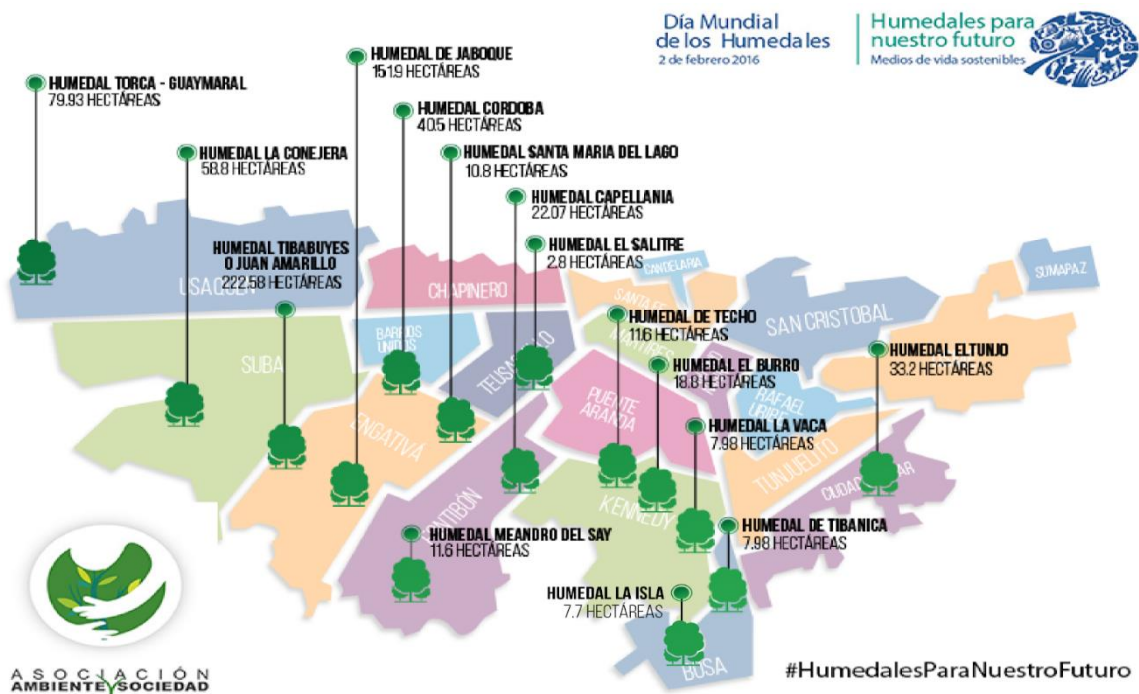 Día Mundial
de los Humedales
2 de febrero 2016
Humedales para
nuestro futuro
Medios de vida sostenibles
HUMEDAL TORCA - GUAYMARAL
79.93 HECTÁREAS
HUMEDAL DE JABOQUE
151.9 HECTÁREAS
HUMEDAL CORDOBA
40.5 HECTÁREAS
HUMEDAL LA CONEJERA
58.8 HECTÁREAS
HUMEDAL SANTA MARIA DEL LAGO
10.8 HECTÁREAS
HUMEDAL CAPELLANIA
22.07 HECTÁREAS
HUMEDAL TIBABUYES
O JUAN AMARILLO
222.58 HECTÁREAS
HUMEDAL EL SALITRE
2.8 HECTÁREAS
USAQUÉN
CHAPINERO
CANDELARIA
SANTA FE
SUMAPAZ
SAN CRISTOBAL
HUMEDAL DE TECHO
11.6 HECTÁREAS
SUBA
BARRIOS
UNIDOS
TEUSAQUILLO
MARTIRES
HUMEDAL EL BURRO
18.8 HECTÁREAS
HUMEDAL ELTUNJO
33.2 HECTÁREAS
ENGATIVÁ
PUENTE
ARANDA
RAFAEL
URIBE
HUMEDAL LA VACA
7.98 HECTÁREAS
TUNJUELITO
CIUDAD BOLIVAR
FONTIBÓN
KENNEDY
HUMEDAL MEANDRO DEL SAY
11.6 HECTÁREAS
HUMEDAL DE TIBANICA
7.98 HECTÁREAS
HUMEDAL LA ISLA
7.7 HECTÁREAS
BOSA
ASOCIACIÓN
AMBIENTE Y SOCIEDAD
#HumedalesParaNuestroFuturo